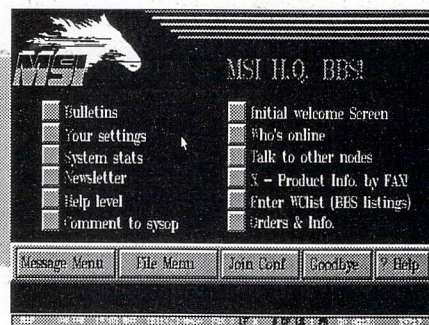 MSI
MSI H.Q. BBS!
Bulletins
Your settings
System stats
Newsletter
Help level
Comment to sysop
Initial welcome Screen
Who's online
Talk to other nodes
X - Product Info. by FAX!
Enter WClist (BBS listings)
Orders & Info.
Message Menu
File Menu
Join Conf
Goodbye
? Help